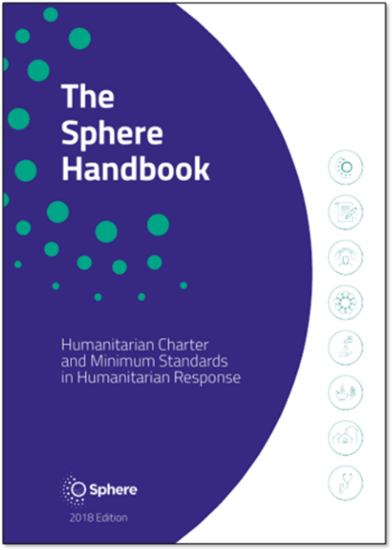 The
Sphere
Handbook
Humanitarian Charter
and Minimum Standards
in Humanitarian Response
Sphere
2018 Edition